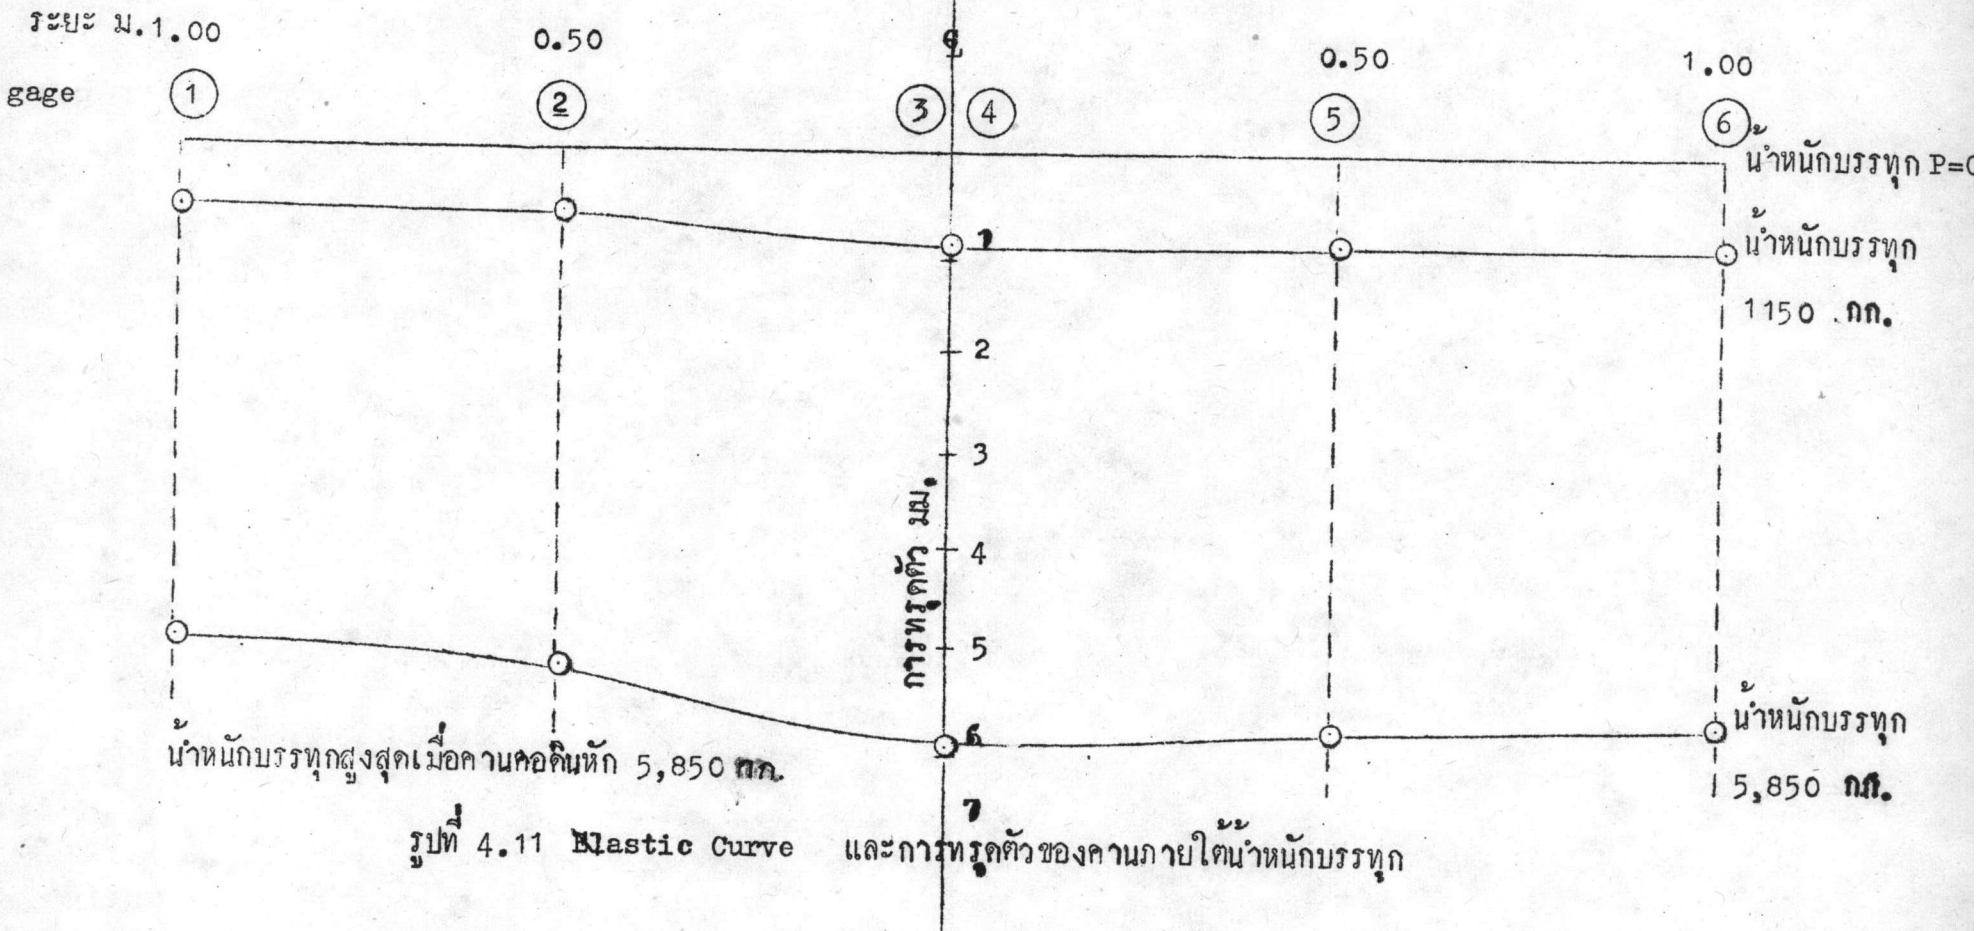 ระยะ ม.1.00 0.50 ℄ 0.50 1.00
gage 1 2 3 4 5 6
น้ำหนักบรรทุก P=0
1 น้ำหนักบรรทุก
1150 กก.
2
3
การทรุดตัว มม.
4
5
6 น้ำหนักบรรทุก
น้ำหนักบรรทุกสูงสุดเมื่อคานคอดินหัก 5,850 กก.
5,850 กก.
7
รูปที่ 4.11 Elastic Curve และการทรุดตัวของคานภายใต้น้ำหนักบรรทุก